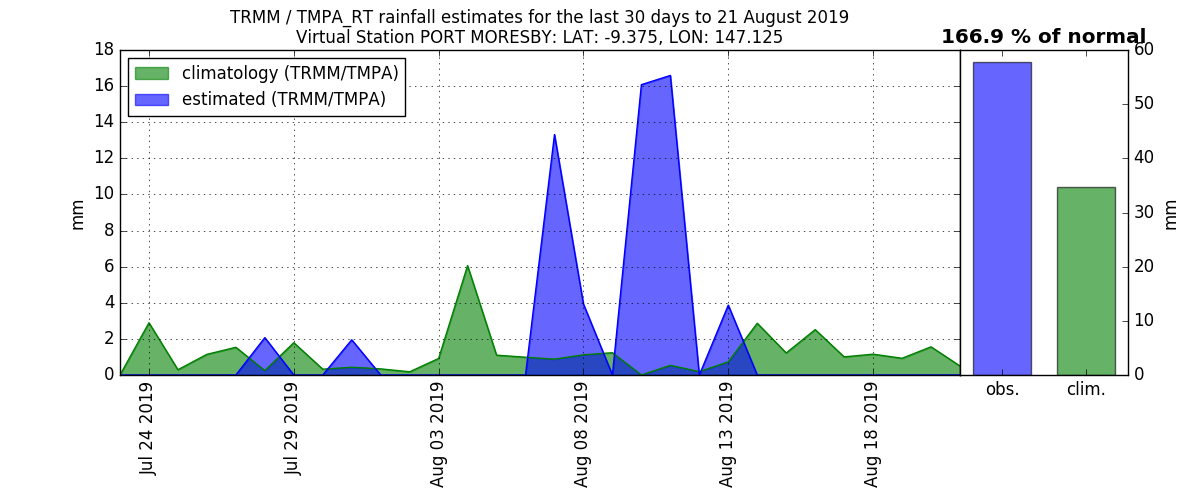 TRMM / TMPA_RT rainfall estimates for the last 30 days to 21 August 2019
Virtual Station PORT MORESBY: LAT: -9.375, LON: 147.125
166.9 % of normal
climatology (TRMM/TMPA)
estimated (TRMM/TMPA)
mm
18
16
14
12
10
8
6
4
2
0
Jul 24 2019
Jul 29 2019
Aug 03 2019
Aug 08 2019
Aug 13 2019
Aug 18 2019
obs.
clim.
60
50
40
30
20
10
0
mm